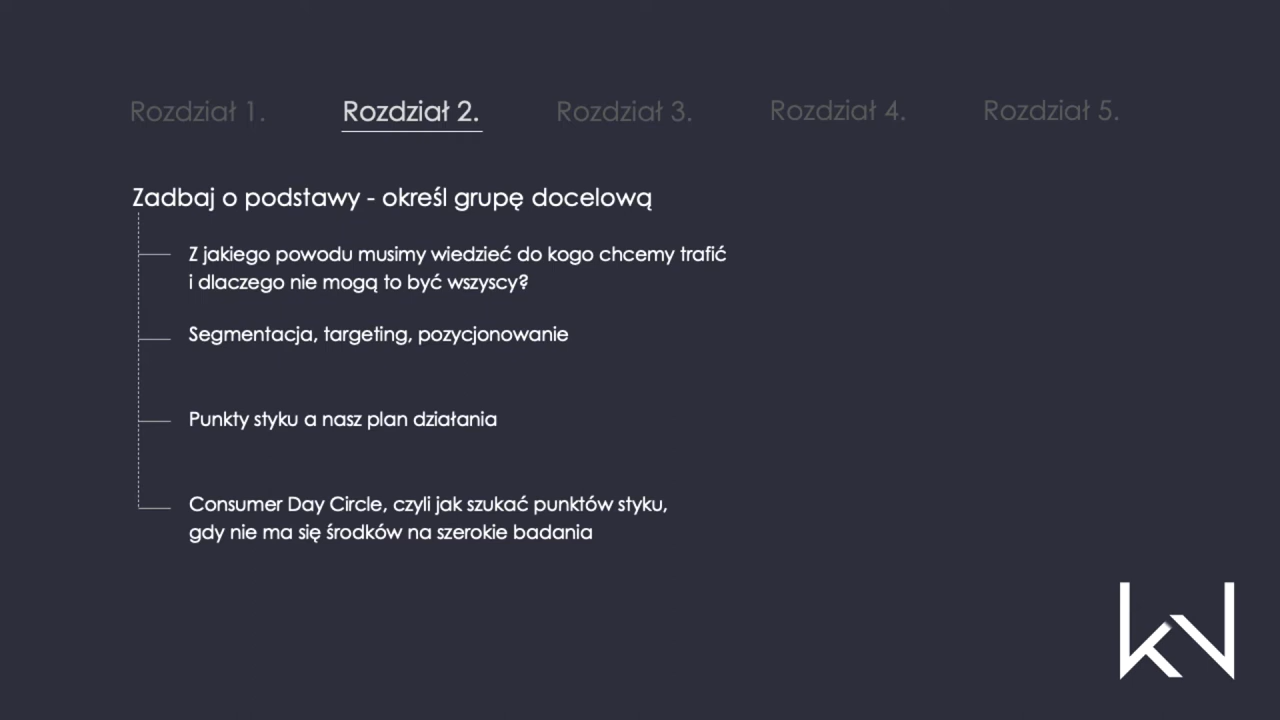 Rozdział 1.
Rozdział 2.
Rozdział 3.
Rozdział 4.
Rozdział 5.
Zadbaj o podstawy - określ grupę docelową
Z jakiego powodu musimy wiedzieć do kogo chcemy trafić
i dlaczego nie mogą to być wszyscy?
Segmentacja, targeting, pozycjonowanie
Punkty styku a nasz plan działania
Consumer Day Circle, czyli jak szukać punktów styku,
gdy nie ma się środków na szerokie badania